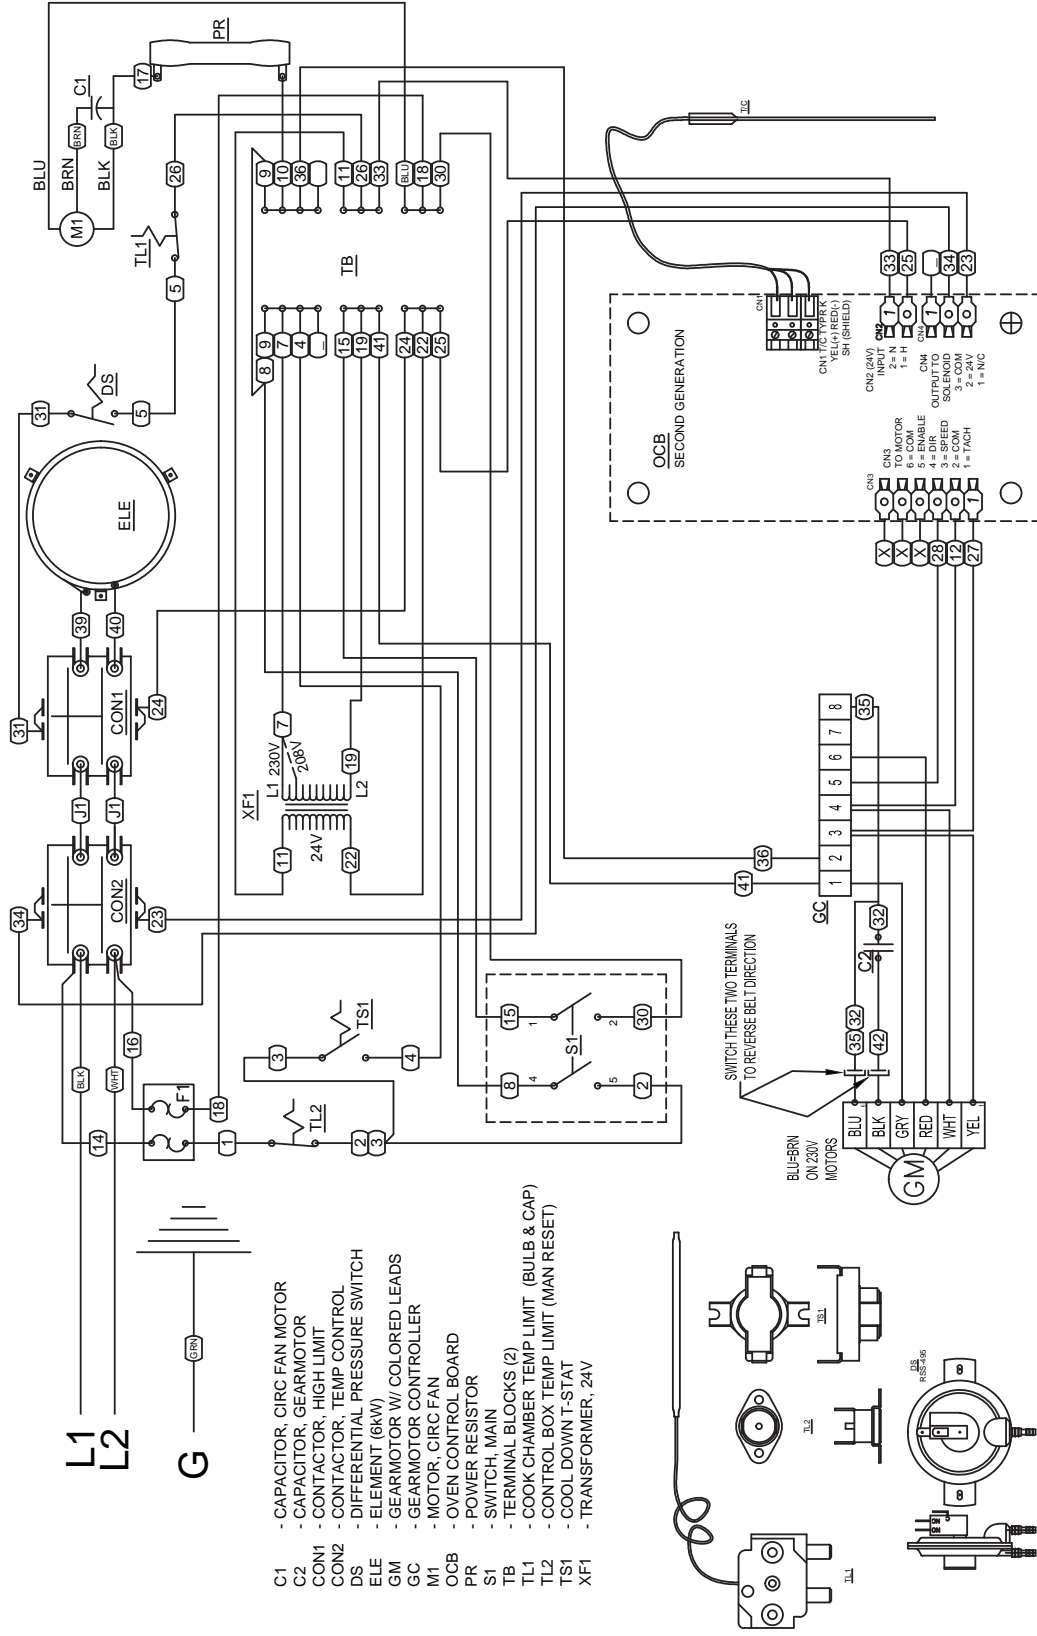 L1
L2
G
GRN
BLK
WHT
C1 - CAPACITOR, CIRC FAN MOTOR
C2 - CAPACITOR, GEARMOTOR
CON1 - CONTACTOR, HIGH LIMIT
CON2 - CONTACTOR, TEMP CONTROL
DS - DIFFERENTIAL PRESSURE SWITCH
ELE - ELEMENT (6kW)
GM - GEARMOTOR W/ COLORED LEADS
GC - GEARMOTOR CONTROLLER
M1 - MOTOR, CIRC FAN
OCB - OVEN CONTROL BOARD
PR - POWER RESISTOR
S1 - SWITCH, MAIN
TB - TERMINAL BLOCKS (2)
TL1 - COOK CHAMBER TEMP LIMIT (BULB & CAP)
TL2 - CONTROL BOX TEMP LIMIT (MAN RESET)
TS1 - COOL DOWN T-STAT
XF1 - TRANSFORMER, 24V
TL1
TL2
TS1
DS
RSS-495
NO
NO
14
16
F1
18
1
TL2
2
3
3
TS1
4
34
CON2
23
J1
J1
31
CON1
24
39
40
ELE
31
DS
5
5
TL1
26
M1
BLU
BRN
BLK
BRN
BLK
C1
17
PR
XF1
L1 230V
208V
L2
24V
7
19
11
22
TB
8
9
7
4
15
19
41
24
22
25
9
10
36
11
26
33
BLU
18
30
S1
8
4
5
2
15
1
2
30
SWITCH THESE TWO TERMINALS
TO REVERSE BELT DIRECTION
BLU=BRN
ON 230V
MOTORS
GM
BLU
BLK
GRY
RED
WHT
YEL
35
32
42
C2
32
GC
1
2
3
4
5
6
7
8
41
36
35
OCB
SECOND GENERATION
CN3
X
X
X
28
12
27
1
CN3
TO MOTOR
6 = COM
5 = ENABLE
4 = DIR
3 = SPEED
2 = COM
1 = TACH
CN1
CN1 T/C TYPR K
YEL(+) RED(-)
SH (SHIELD)
T/C
CN2 (24V)
INPUT
2 = N
1 = H
CN2
1
33
25
CN4
OUTPUT TO
SOLENOID
3 = COM
2 = 24V
1 = N/C
CN4
1
34
23